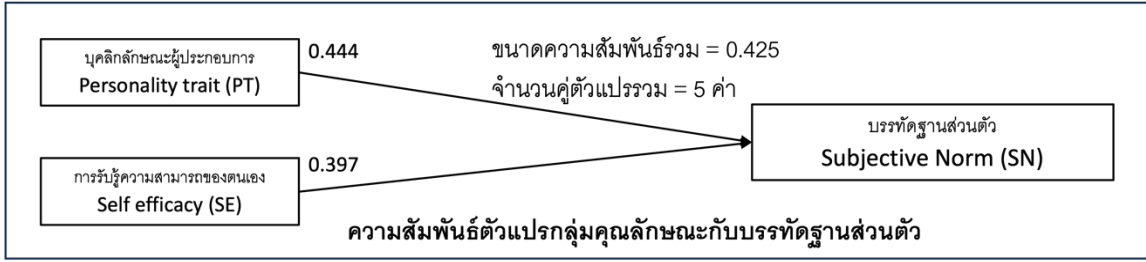 บุคลิกลักษณะผู้ประกอบการ
Personality trait (PT)
0.444
ขนาดความสัมพันธ์รวม = 0.425
จำนวนคู่ตัวแปรรวม = 5 ค่า
บรรทัดฐานส่วนตัว
Subjective Norm (SN)
การรับรู้ความสามารถของตนเอง
Self efficacy (SE)
0.397
ความสัมพันธ์ตัวแปรกลุ่มคุณลักษณะกับบรรทัดฐานส่วนตัว